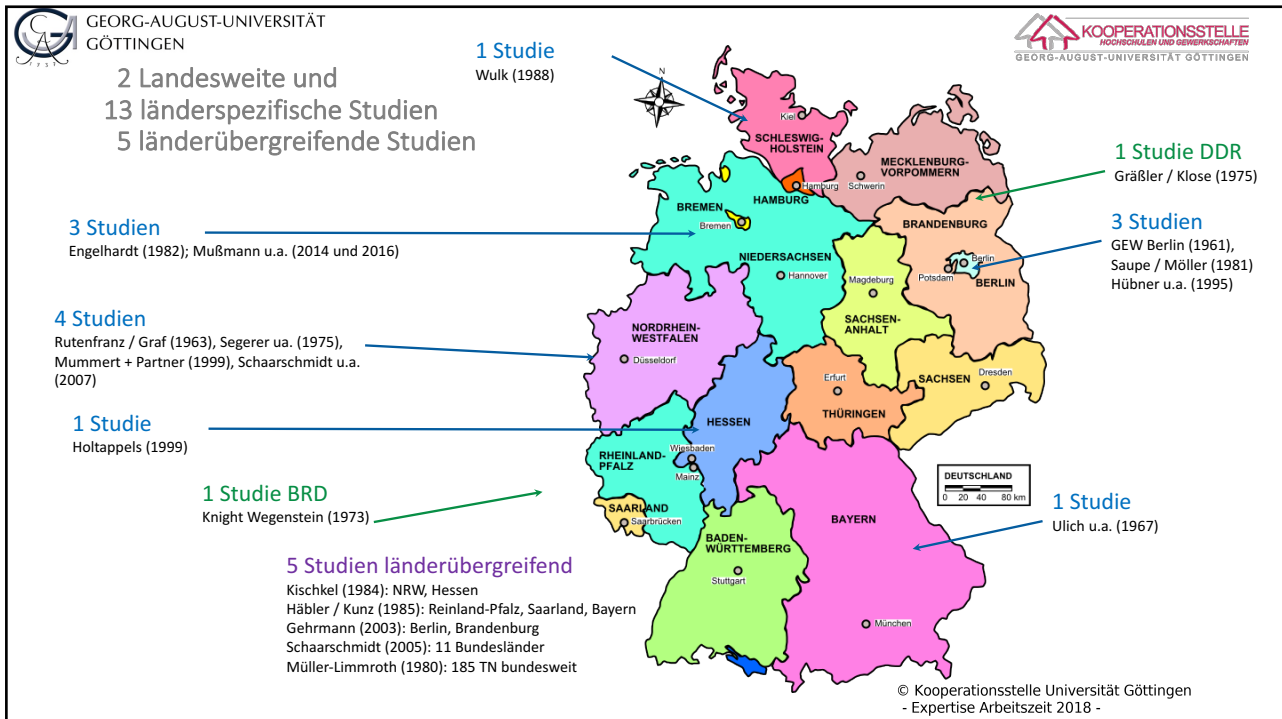 GEORG-AUGUST-UNIVERSITÄT
GÖTTINGEN
1737
KOOPERATIONSSTELLE
HOCHSCHULEN UND GEWERKSCHAFTEN
GEORG-AUGUST-UNIVERSITÄT GÖTTINGEN
2 Landesweite und
13 länderspezifische Studien
5 länderübergreifende Studien
1 Studie
Wulk (1988)
1 Studie DDR
Gräßler / Klose (1975)
3 Studien
GEW Berlin (1961),
Saupe / Möller (1981)
Hübner u.a. (1995)
3 Studien
Engelhardt (1982); Mußmann u.a. (2014 und 2016)
4 Studien
Rutenfranz / Graf (1963), Segerer ua. (1975),
Mummert + Partner (1999), Schaarschmidt u.a.
(2007)
1 Studie
Holtappels (1999)
1 Studie BRD
Knight Wegenstein (1973)
1 Studie
Ulich u.a. (1967)
5 Studien länderübergreifend
Kischkel (1984): NRW, Hessen
Häbler / Kunz (1985): Reinland-Pfalz, Saarland, Bayern
Gehrmann (2003): Berlin, Brandenburg
Schaarschmidt (2005): 11 Bundesländer
Müller-Limmroth (1980): 185 TN bundesweit
N
Kiel
SCHLESWIG-
HOLSTEIN
MECKLENBURG-
VORPOMMERN
Schwerin
Hamburg
HAMBURG
BREMEN
Bremen
BRANDENBURG
NIEDERSACHSEN
Hannover
Berlin
Potsdam
BERLIN
Magdeburg
SACHSEN-
ANHALT
NORDRHEIN-
WESTFALEN
Düsseldorf
Erfurt
THÜRINGEN
Dresden
SACHSEN
HESSEN
Wiesbaden
Mainz
RHEINLAND-
PFALZ
SAARLAND
Saarbrücken
BADEN-
WÜRTTEMBERG
Stuttgart
BAYERN
München
DEUTSCHLAND
0 20 40 80 km
© Kooperationsstelle Universität Göttingen
- Expertise Arbeitszeit 2018 -